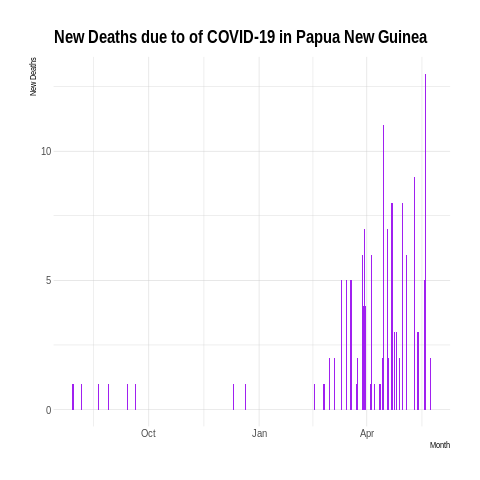 New Deaths due to of COVID-19 in Papua New Guinea
New Deaths
10
5
0
Oct Jan Apr
Month